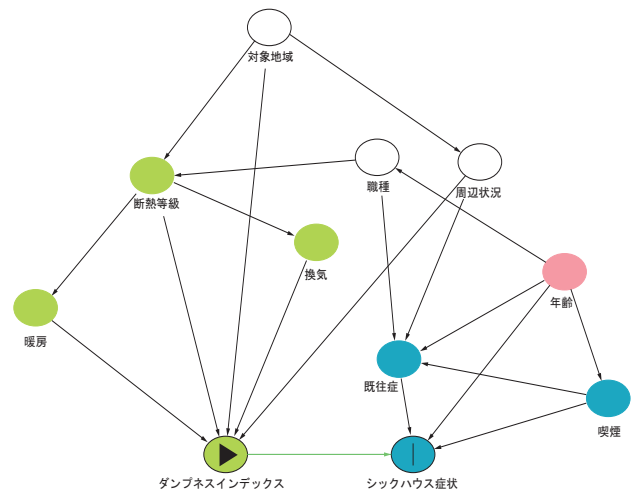 対象地域
職種
周辺状況
断熱等級
換気
年齢
暖房
既往症
喫煙
ダンプネスインデックス
シックハウス症状